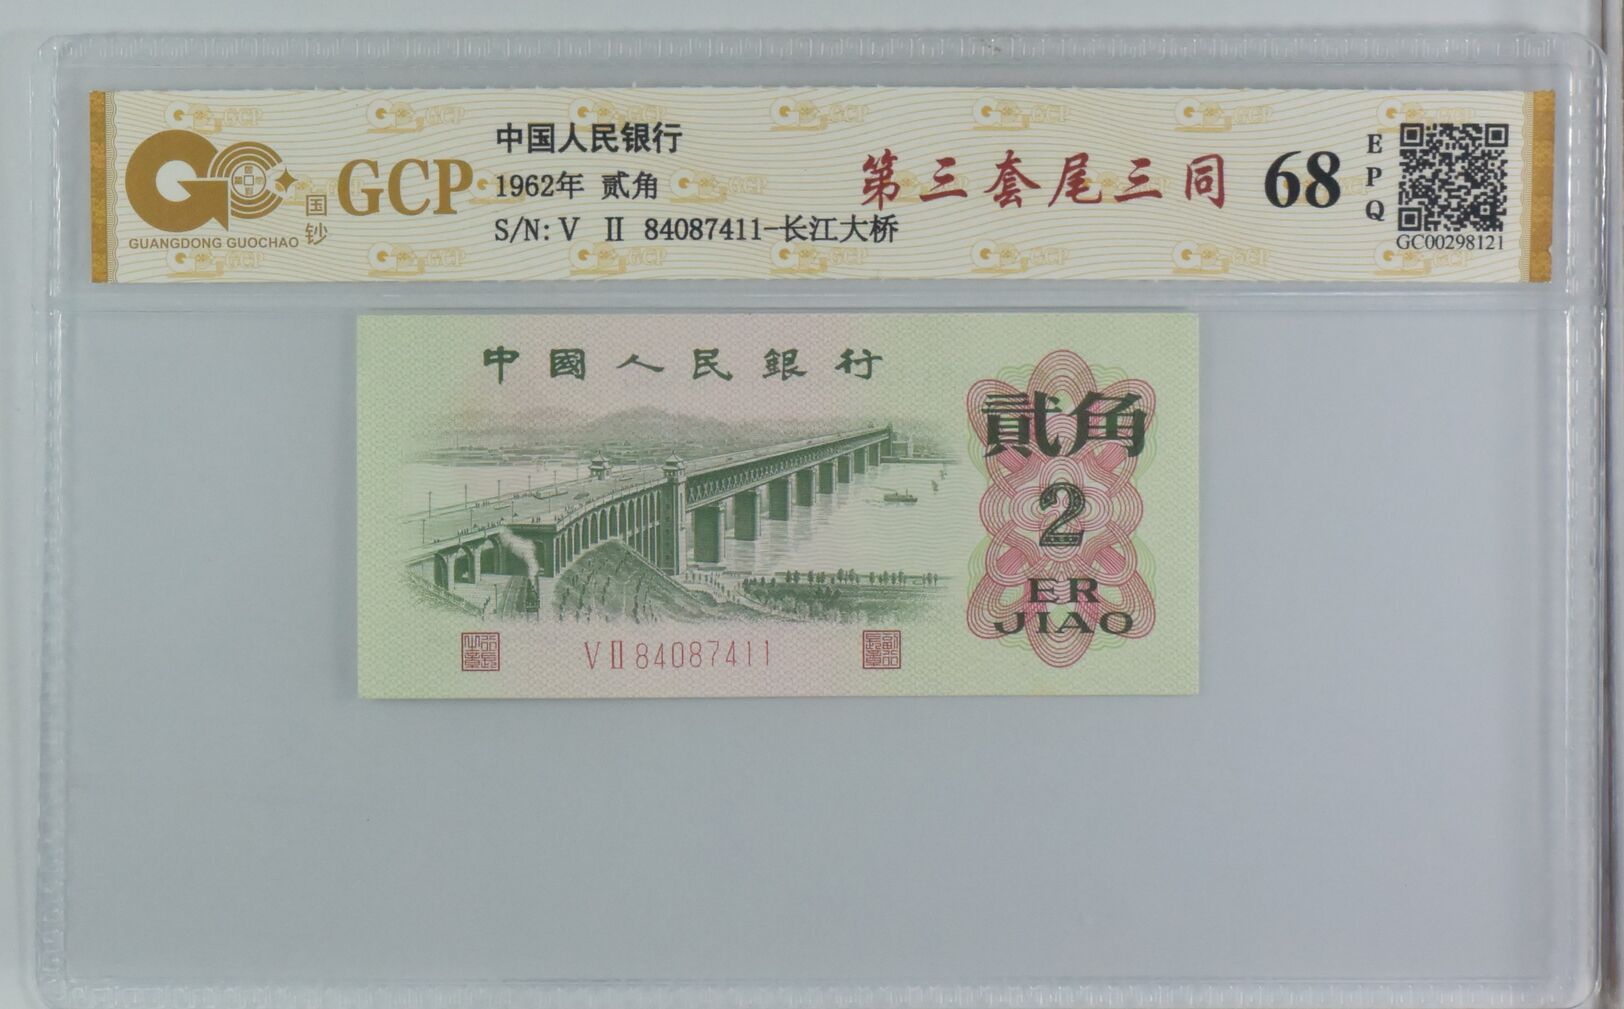 GCP
国钞
GUANGDONG GUOCHAO
中国人民银行
1962年 贰角
S/N: V Ⅱ 84087411-长江大桥
第三套尾三同
68
EPQ
GC00298121
中國人民銀行
貳角
2
ER
JIAO
V Ⅱ 84087411